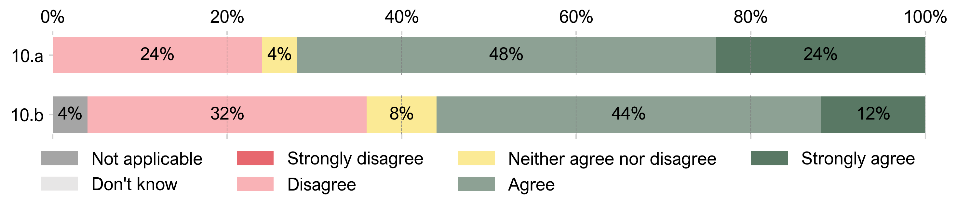 0% 20% 40% 60% 80% 100%
10.a 24% 4% 48% 24%
10.b 4% 32% 8% 44% 12%
Not applicable Strongly disagree Neither agree nor disagree Strongly agree
Don't know Disagree Agree